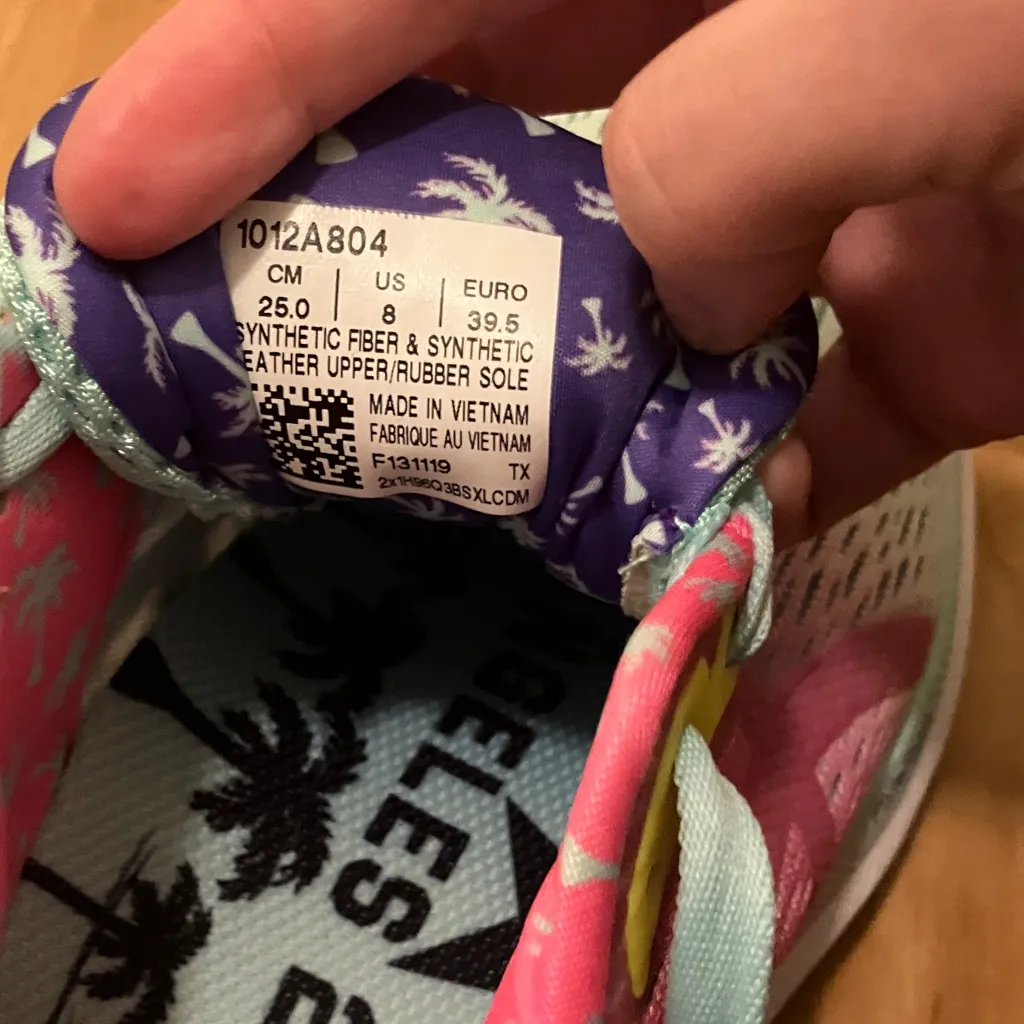 1012A804
CM | US | EURO
25.0 | 8 | 39.5
SYNTHETIC FIBER & SYNTHETIC
EATHER UPPER/RUBBER SOLE
MADE IN VIETNAM
FABRIQUE AU VIETNAM
F131119 TX
2x1H96Q3BSXLCDM
NGELES